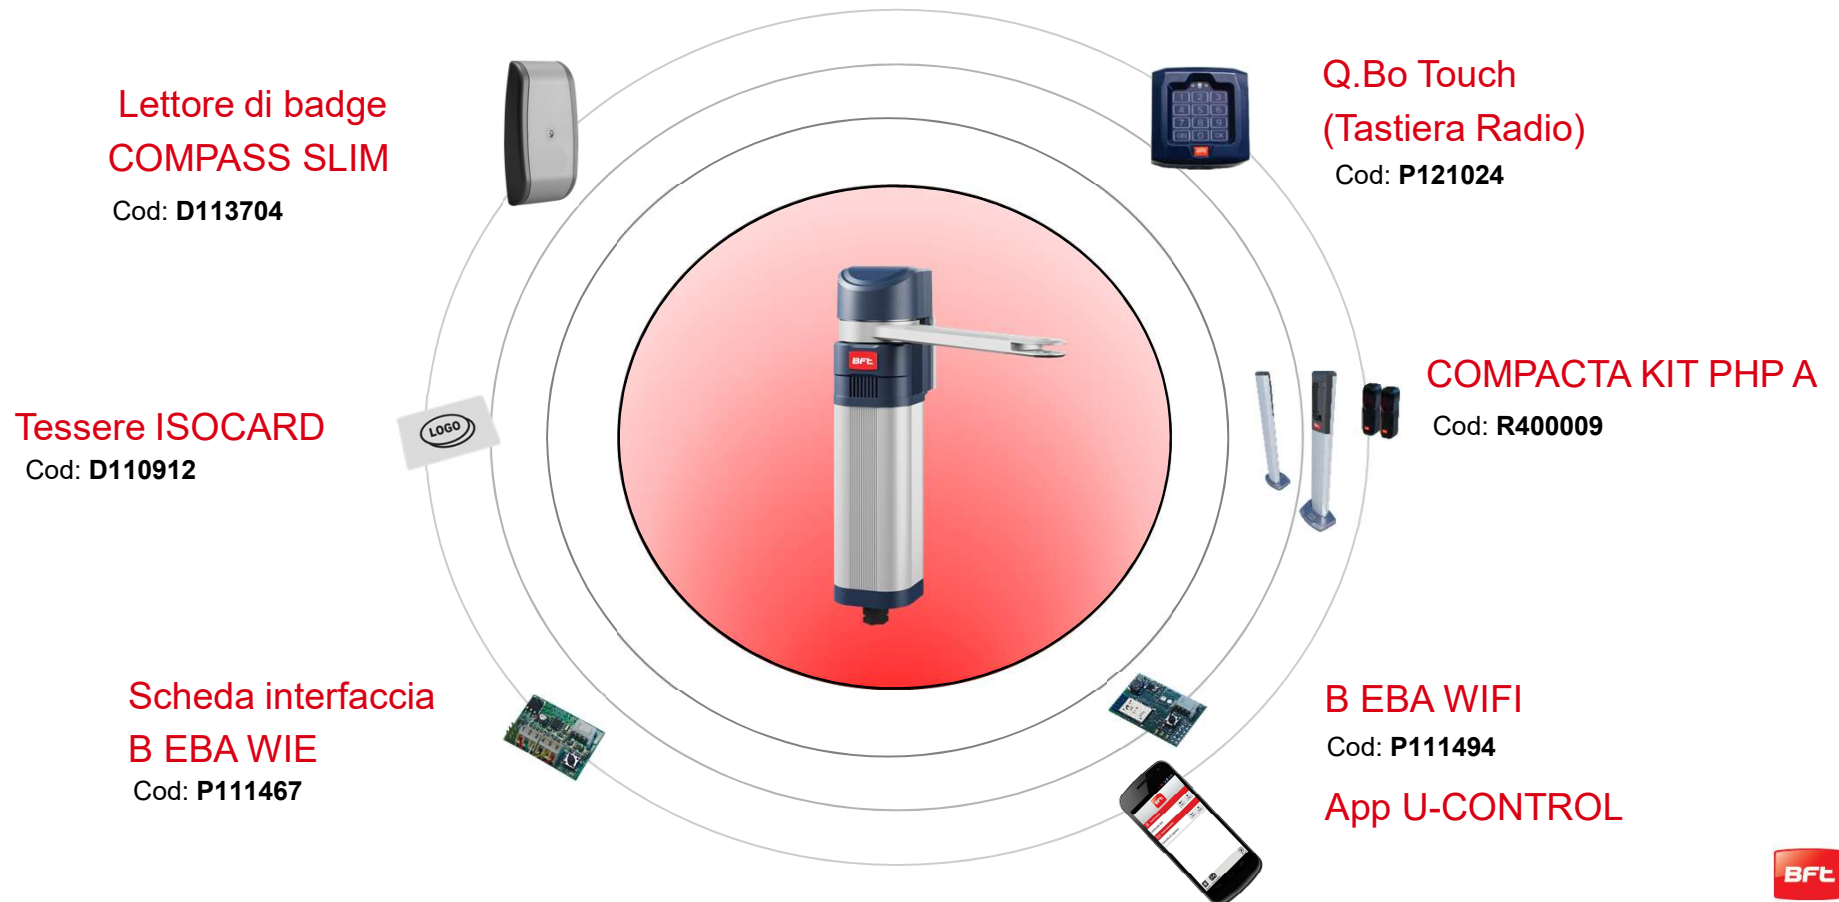 Lettore di badge
COMPASS SLIM
Cod: D113704
Q.Bo Touch
(Tastiera Radio)
Cod: P121024
Tessere ISOCARD
Cod: D110912
LOGO
BFt
COMPACTA KIT PHP A
Cod: R400009
Scheda interfaccia
B EBA WIE
Cod: P111467
B EBA WIFI
Cod: P111494
App U-CONTROL
BFt